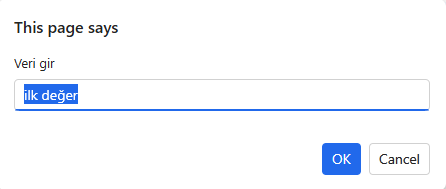 This page says
Veri gir
ilk değer
OK Cancel